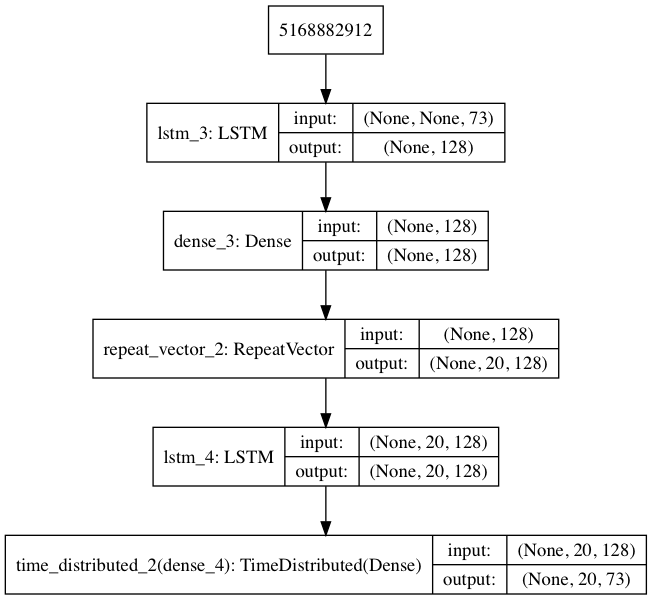 5168882912
lstm_3: LSTM
input:
(None, None, 73)
output:
(None, 128)
dense_3: Dense
input:
(None, 128)
output:
(None, 128)
repeat_vector_2: RepeatVector
input:
(None, 128)
output:
(None, 20, 128)
lstm_4: LSTM
input:
(None, 20, 128)
output:
(None, 20, 128)
time_distributed_2(dense_4): TimeDistributed(Dense)
input:
(None, 20, 128)
output:
(None, 20, 73)